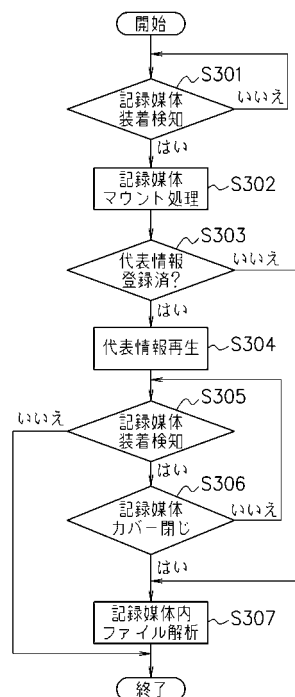 開始
S301
記録媒体
装着検知
いいえ
はい
記録媒体
マウント処理
S302
S303
代表情報
登録済?
いいえ
はい
代表情報再生
S304
S305
いいえ
記録媒体
装着検知
はい
S306
記録媒体
カバー閉じ
いいえ
はい
記録媒体内
ファイル解析
S307
終了